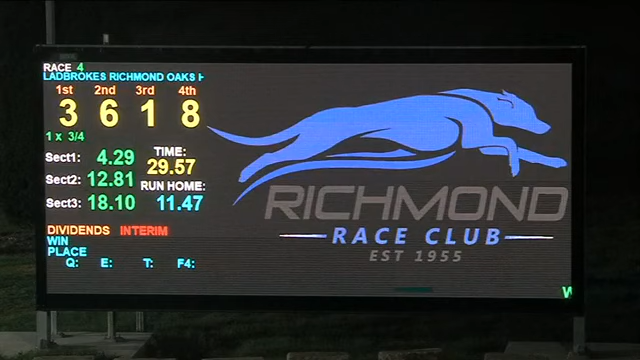 RACE 4
LADBROKES RICHMOND OAKS H
1st 2nd 3rd 4th
3 6 1 8
1 x 3/4
Sect1: 4.29
Sect2: 12.81
Sect3: 18.10
TIME:
29.57
RUN HOME:
11.47
DIVIDENDS INTERIM
WIN
PLACE
Q: E: T: F4:
RICHMOND
RACE CLUB
EST 1955
W